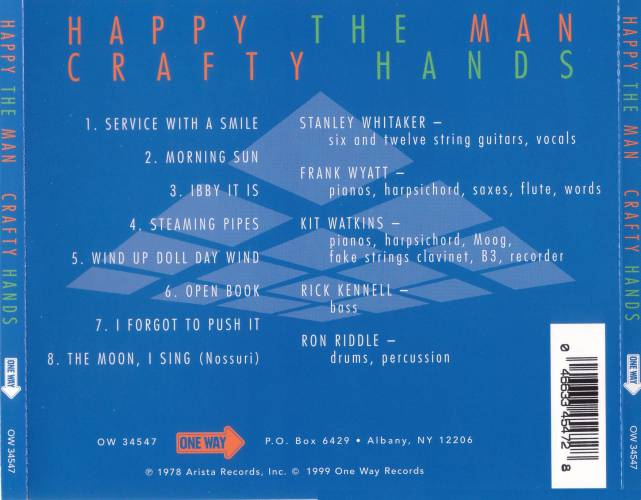 HAPPY THE MAN
CRAFTY HANDS
1. SERVICE WITH A SMILE
2. MORNING SUN
3. IBBY IT IS
4. STEAMING PIPES
5. WIND UP DOLL DAY WIND
6. OPEN BOOK
7. I FORGOT TO PUSH IT
8. THE MOON, I SING (Nossuri)
STANLEY WHITAKER –
six and twelve string guitars, vocals
FRANK WYATT –
pianos, harpsichord, saxes, flute, words
KIT WATKINS –
pianos, harpsichord, Moog,
fake strings clavinet, B3, recorder
RICK KENNELL –
bass
RON RIDDLE –
drums, percussion
OW 34547 ONE WAY P.O. Box 6429 • Albany, NY 12206
℗ 1978 Arista Records, Inc. © 1999 One Way Records
0 46633 45472 8
HAPPY THE MAN CRAFTY HANDS ONE WAY OW 34547
HAPPY THE MAN CRAFTY HANDS ONE WAY OW 34547